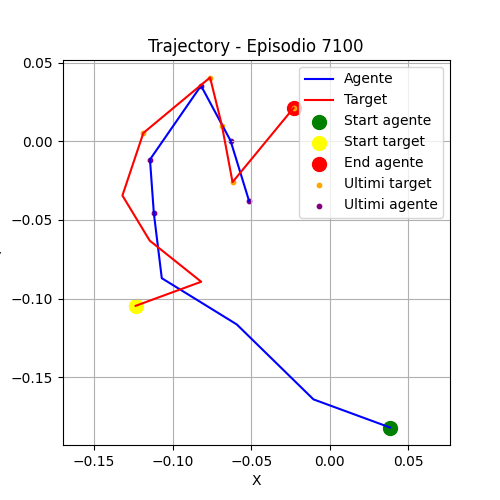 Trajectory - Episodio 7100
0.05
0.00
−0.05
−0.10
−0.15
Agente
Target
Start agente
Start target
End agente
Ultimi target
Ultimi agente
−0.15
−0.10
−0.05
0.00
0.05
X